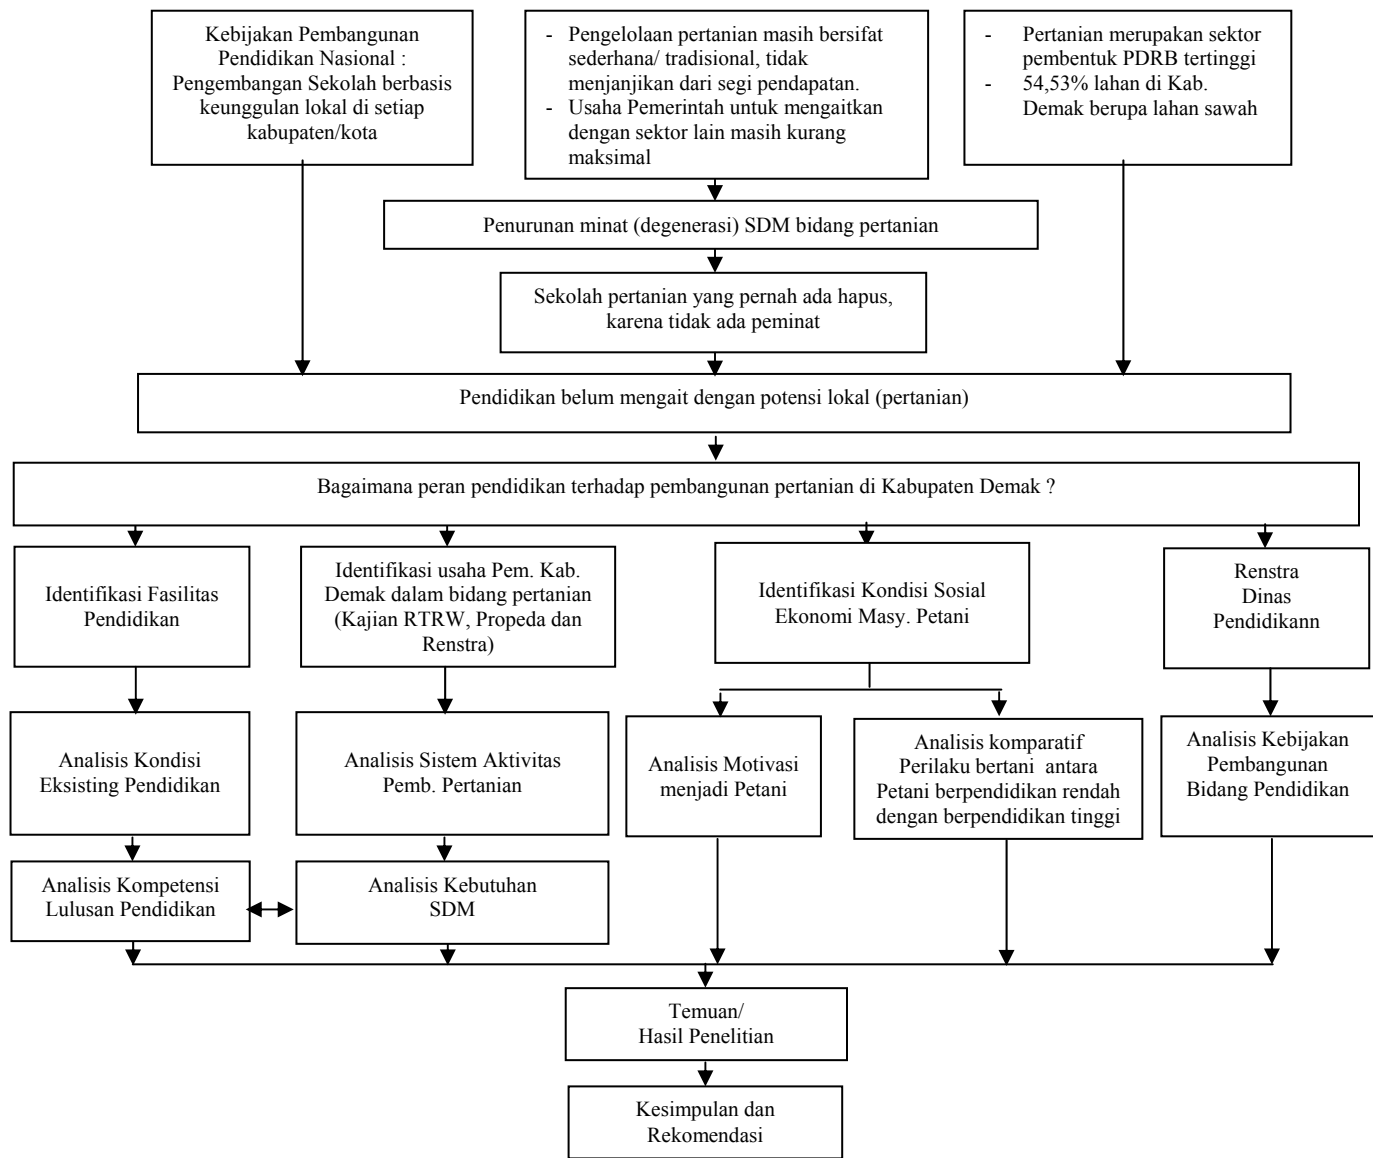 Kebijakan Pembangunan
Pendidikan Nasional :
Pengembangan Sekolah berbasis
keunggulan lokal di setiap
kabupaten/kota
- Pengelolaan pertanian masih bersifat
sederhana/ tradisional, tidak
menjanjikan dari segi pendapatan.
- Usaha Pemerintah untuk mengaitkan
dengan sektor lain masih kurang
maksimal
- Pertanian merupakan sektor
pembentuk PDRB tertinggi
- 54,53% lahan di Kab.
Demak berupa lahan sawah
Penurunan minat (degenerasi) SDM bidang pertanian
Sekolah pertanian yang pernah ada hapus,
karena tidak ada peminat
Pendidikan belum mengait dengan potensi lokal (pertanian)
Bagaimana peran pendidikan terhadap pembangunan pertanian di Kabupaten Demak ?
Identifikasi Fasilitas
Pendidikan
Identifikasi usaha Pem. Kab.
Demak dalam bidang pertanian
(Kajian RTRW, Propeda dan
Renstra)
Identifikasi Kondisi Sosial
Ekonomi Masy. Petani
Renstra
Dinas
Pendidikann
Analisis Kondisi
Eksisting Pendidikan
Analisis Sistem Aktivitas
Pemb. Pertanian
Analisis Motivasi
menjadi Petani
Analisis komparatif
Perilaku bertani antara
Petani berpendidikan rendah
dengan berpendidikan tinggi
Analisis Kebijakan
Pembangunan
Bidang Pendidikan
Analisis Kompetensi
Lulusan Pendidikan
Analisis Kebutuhan
SDM
Temuan/
Hasil Penelitian
Kesimpulan dan
Rekomendasi